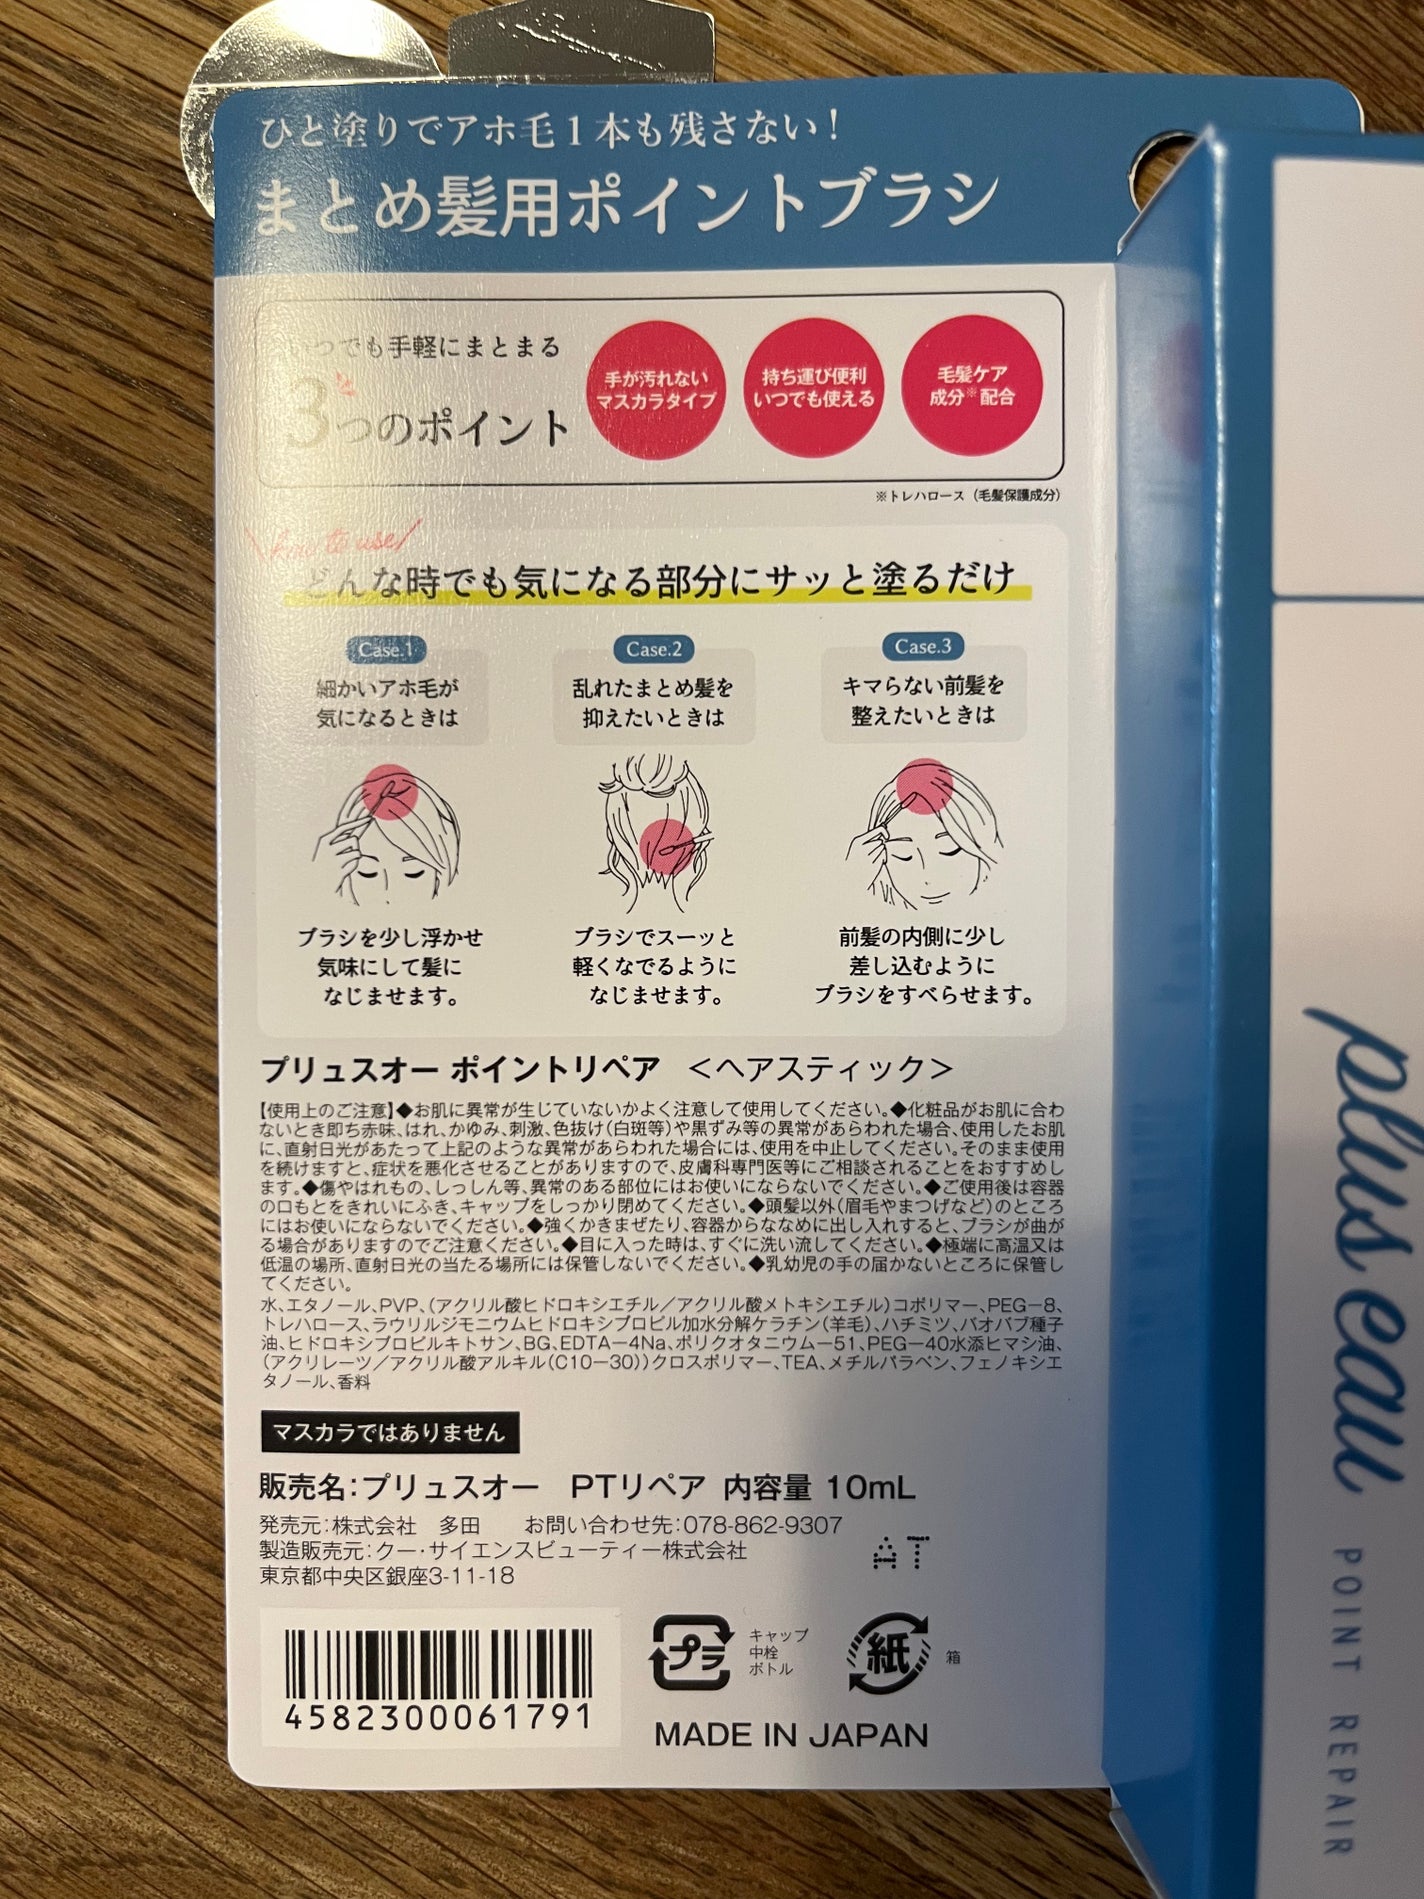 ひと塗りでアホ毛1本も残さない!
まとめ髪用ポイントブラシ
いつでも手軽にまとまる
3つのポイント
手が汚れない
マスカラタイプ
持ち運び便利
いつでも使える
毛髪ケア
成分※配合
※トレハロース(毛髪保護成分)
how to use
どんな時でも気になる部分にサッと塗るだけ
Case.1
細かいアホ毛が
気になるときは
ブラシを少し浮かせ
気味にして髪に
なじませます。
Case.2
乱れたまとめ髪を
抑えたいときは
ブラシでスーッと
軽くなでるように
なじませます。
Case.3
キマらない前髪を
整えたいときは
前髪の内側に少し
差し込むように
ブラシをすべらせます。
プリュスオー ポイントリペア <ヘアスティック>
【使用上のご注意】◆お肌に異常が生じていないかよく注意して使用してください。◆化粧品がお肌に合わ
ないとき即ち赤味、はれ、かゆみ、刺激、色抜け(白斑等)や黒ずみ等の異常があらわれた場合、使用したお肌
に、直射日光があたって上記のような異常があらわれた場合には、使用を中止してください。そのまま使用
を続けますと、症状を悪化させることがありますので、皮膚科専門医等にご相談されることをおすすめし
ます。◆傷やはれもの、しっしん等、異常のある部位にはお使いにならないでください。◆ご使用後は容器
の口もとをきれいにふき、キャップをしっかり閉めてください。◆頭髪以外(眉毛やまつげなど)のところ
にはお使いにならないでください。◆強くかきまぜたり、容器からななめに出し入れすると、ブラシが曲が
る場合がありますのでご注意ください。◆目に入った時は、すぐに洗い流してください。◆極端に高温又は
低温の場所、直射日光の当たる場所には保管しないでください。◆乳幼児の手の届かないところに保管し
てください。
水、エタノール、PVP、(アクリル酸ヒドロキシエチル/アクリル酸メトキシエチル)コポリマー、PEG-8、
トレハロース、ラウリルジモニウムヒドロキシプロピル加水分解ケラチン(羊毛)、ハチミツ、バオバブ種子
油、ヒドロキシプロピルキトサン、BG、EDTA-4Na、ポリクオタニウム-51、PEG-40水添ヒマシ油、
(アクリレーツ/アクリル酸アルキル(C10-30))クロスポリマー、TEA、メチルパラベン、フェノキシエ
タノール、香料
マスカラではありません
販売名:プリュスオー PTリペア 内容量 10mL
発売元:株式会社 多田 お問い合わせ先:078-862-9307
製造販売元:クー・サイエンスビューティー株式会社
東京都中央区銀座3-11-18
AT
4582300061791
プラ
キャップ
中栓
ボトル
紙
箱
MADE IN JAPAN
plus eau
POINT REPAIR